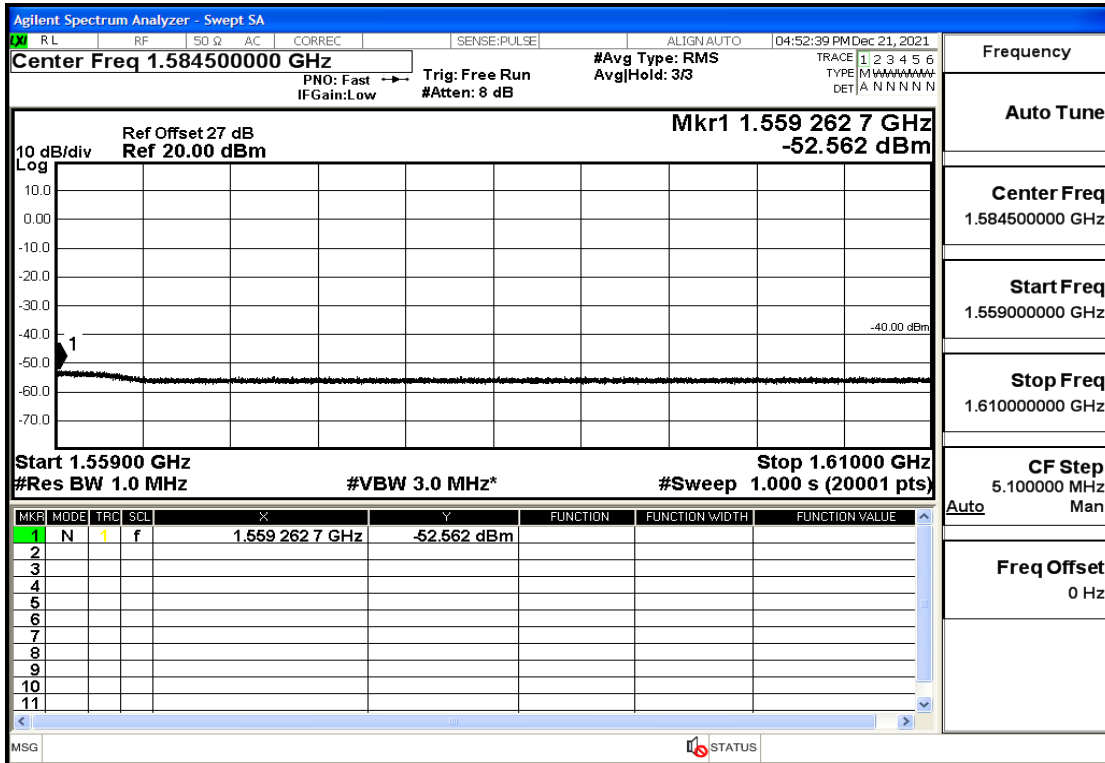 Agilent Spectrum Analyzer - Swept SA
LXI RL RF 50 Ω AC CORREC SENSE:PULSE ALIGN AUTO 04:52:39 PM Dec 21, 2021
Center Freq 1.584500000 GHz
PNO: Fast
IFGain:Low
Trig: Free Run
#Atten: 8 dB
#Avg Type: RMS
Avg|Hold: 3/3
TRACE 1 2 3 4 5 6
TYPE M WWWWW
DET A N N N N N
Ref Offset 27 dB
10 dB/div Ref 20.00 dBm
Log
Mkr1 1.559 262 7 GHz
-52.562 dBm
10.0
0.00
-10.0
-20.0
-30.0
-40.0
-50.0
-60.0
-70.0
1
-40.00 dBm
Start 1.55900 GHz Stop 1.61000 GHz
#Res BW 1.0 MHz #VBW 3.0 MHz* #Sweep 1.000 s (20001 pts)
MKR MODE TRC SCL X Y FUNCTION FUNCTION WIDTH FUNCTION VALUE
1 N 1 f 1.559 262 7 GHz -52.562 dBm
2
3
4
5
6
7
8
9
10
11
MSG STATUS
Frequency
Auto Tune
Center Freq
1.584500000 GHz
Start Freq
1.559000000 GHz
Stop Freq
1.610000000 GHz
CF Step
5.100000 MHz
Auto Man
Freq Offset
0 Hz